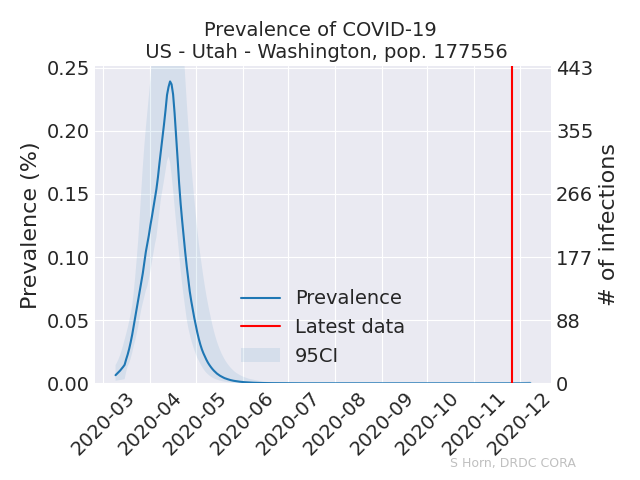 Prevalence of COVID-19
US - Utah - Washington, pop. 177556
0.25
0.20
0.15
0.10
0.05
0.00
Prevalence (%)
443
355
266
177
88
0
# of infections
Prevalence
Latest data
95CI
2020-03
2020-04
2020-05
2020-06
2020-07
2020-08
2020-09
2020-10
2020-11
2020-12
S Horn, DRDC CORA